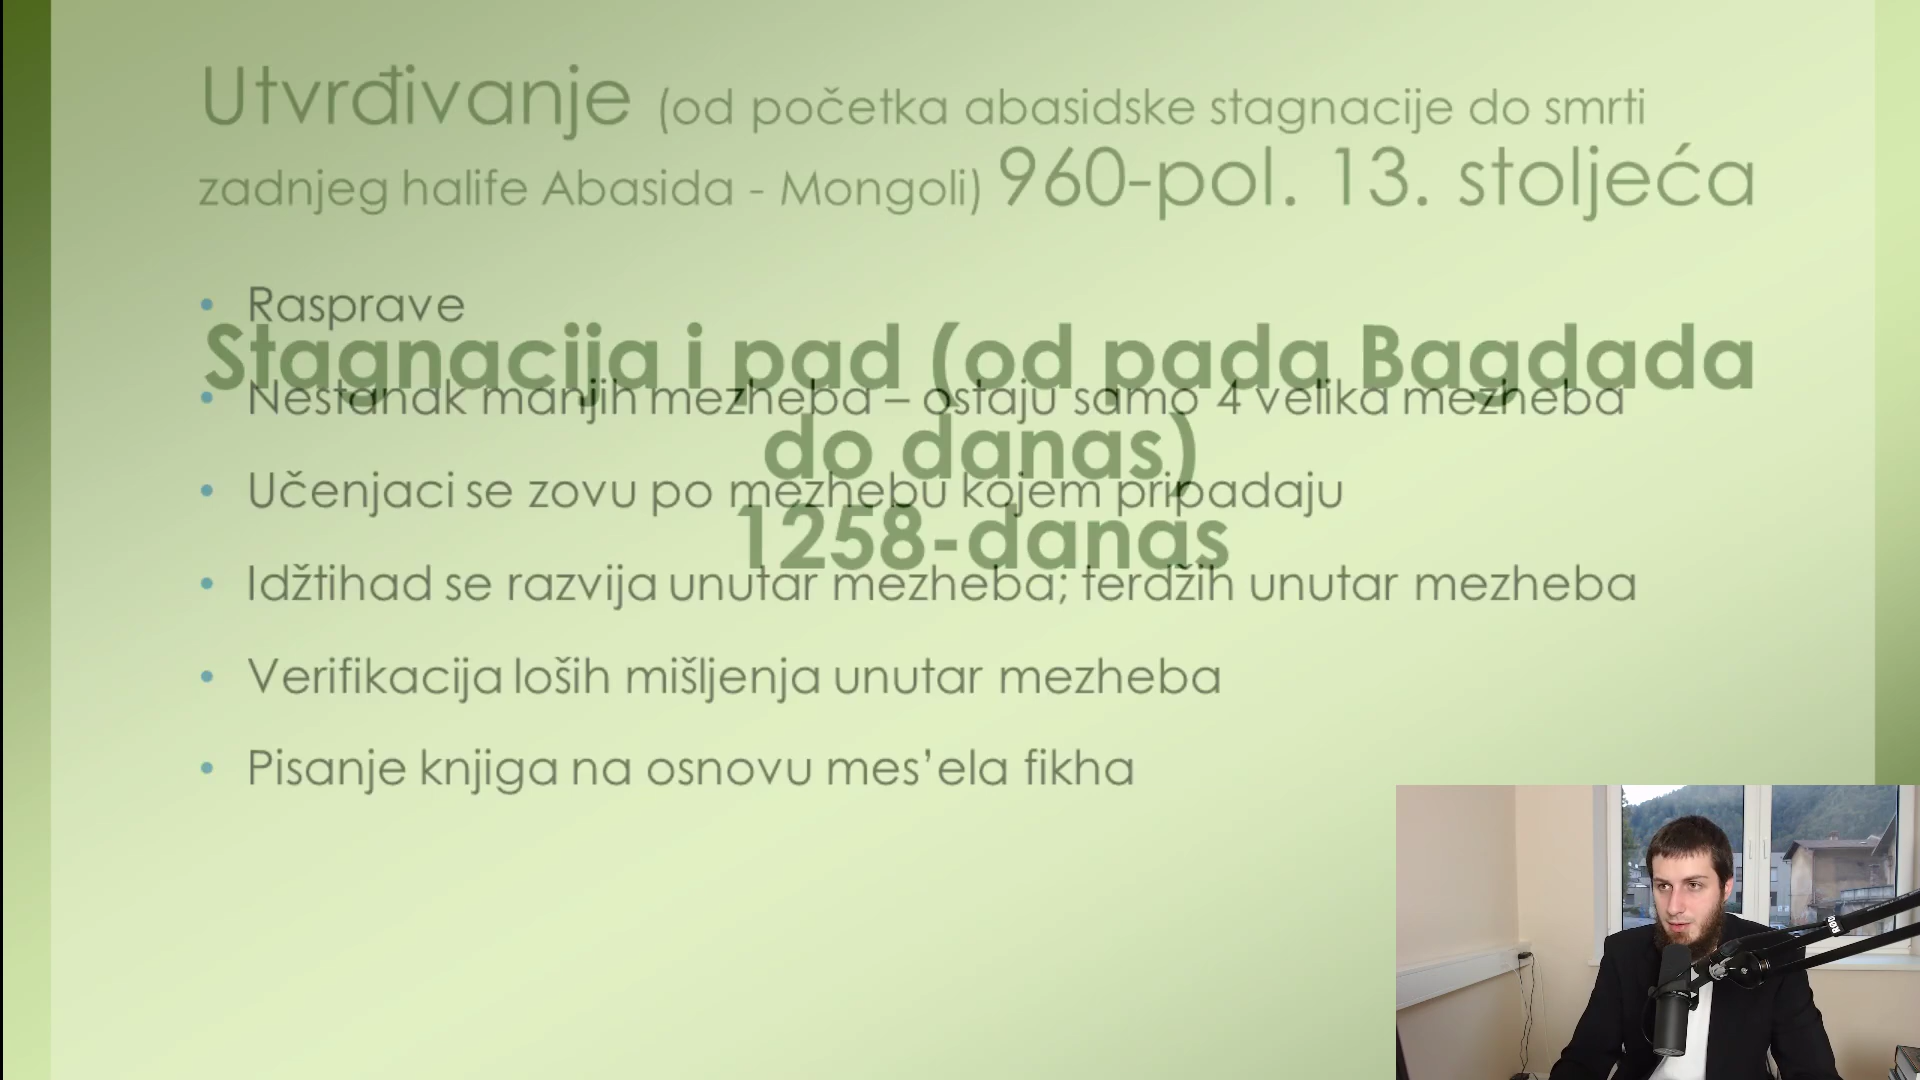 Utvrđivanje (od početka abasidske stagnacije do smrti
zadnjeg halife Abasida - Mongoli) 960-pol. 13. stoljeća
• Rasprave
Stagnacija i pad (od pada Bagdada
• Nestanak manjih mezheba – ostaju samo 4 velika mezheba
do danas)
• Učenjaci se zovu po mezhebu kojem pripadaju
1258-danas
• Idžtihad se razvija unutar mezheba; terdžih unutar mezheba
• Verifikacija loših mišljenja unutar mezheba
• Pisanje knjiga na osnovu mes’ela fikha